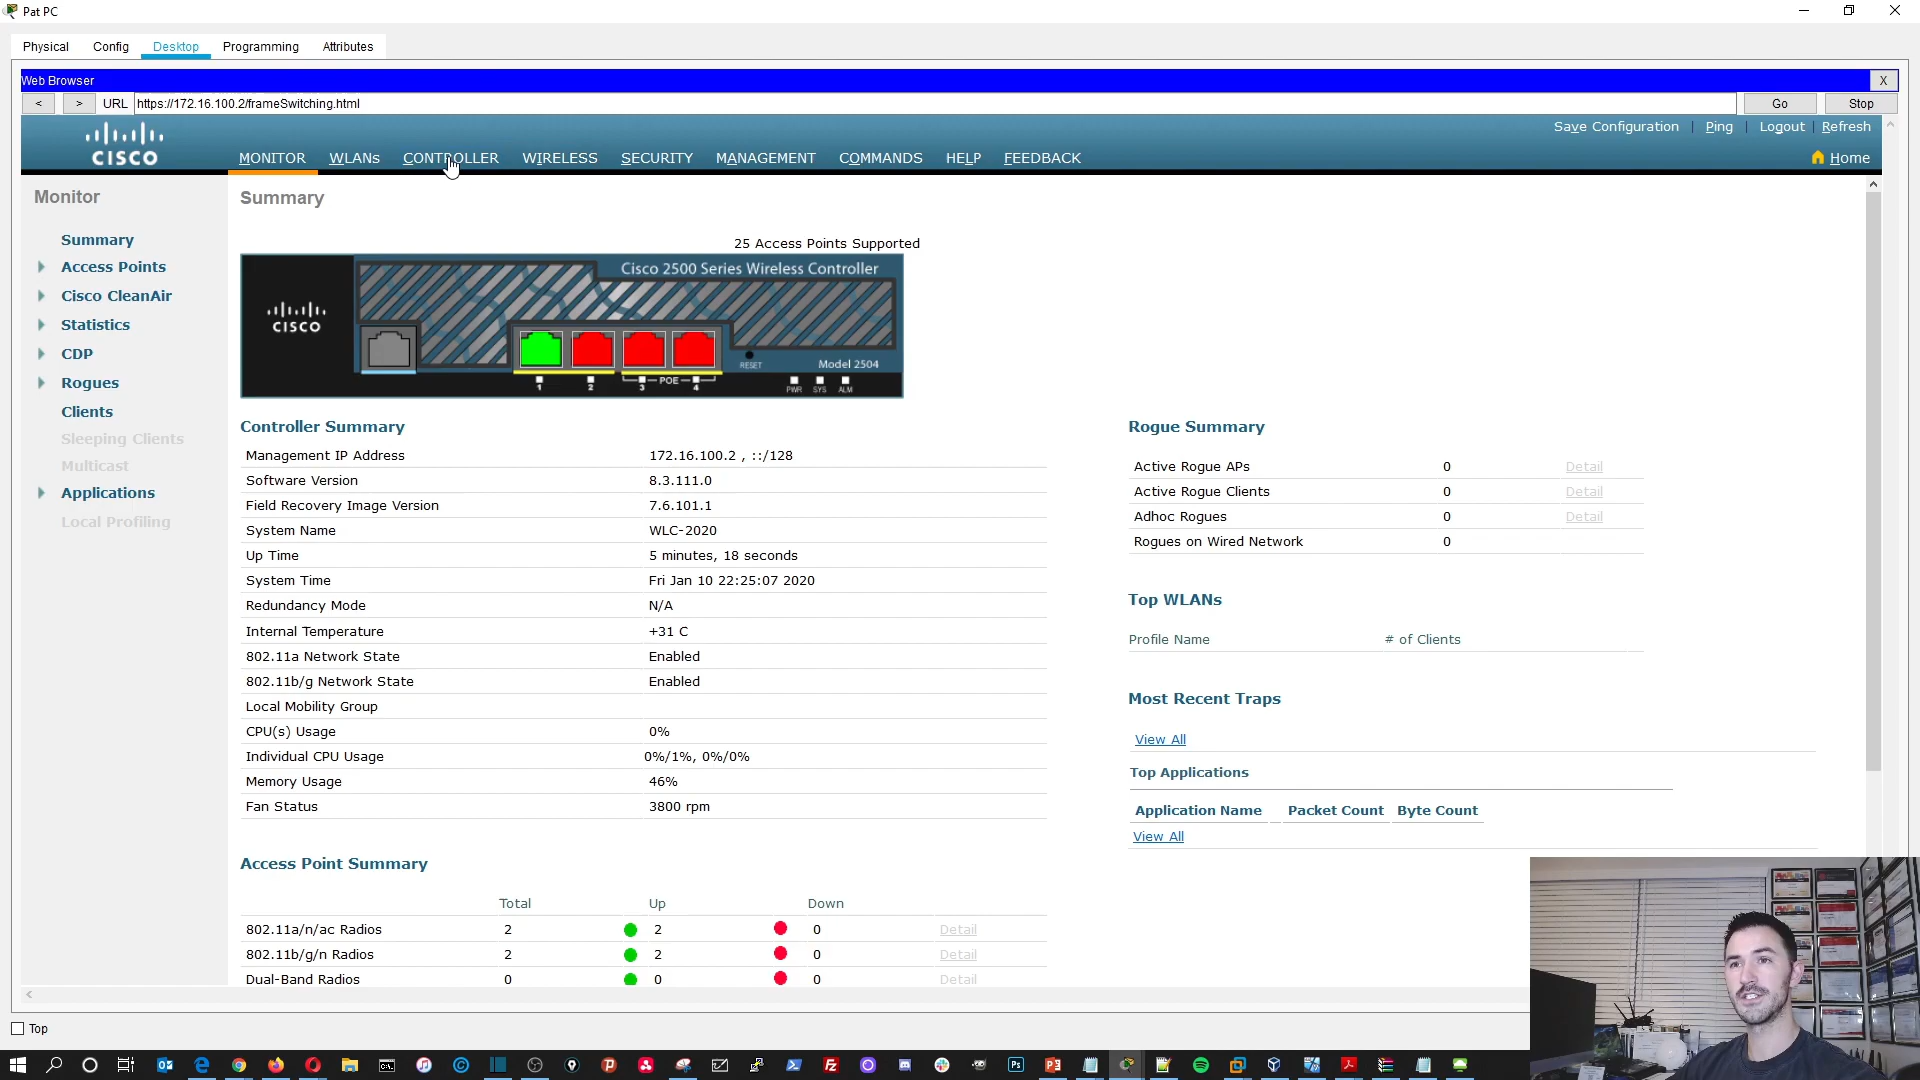 Pat PC
Physical Config Desktop Programming Attributes
Web Browser X
< > URL https://172.16.100.2/frameSwitching.html Go Stop
Save Configuration | Ping | Logout | Refresh
CISCO
MONITOR WLANs CONTROLLER WIRELESS SECURITY MANAGEMENT COMMANDS HELP FEEDBACK Home
Monitor
Summary
Access Points
Cisco CleanAir
Statistics
CDP
Rogues
Clients
Sleeping Clients
Multicast
Applications
Local Profiling
Summary
25 Access Points Supported
Cisco 2500 Series Wireless Controller
CISCO
RESET Model 2504
1 2 3 POE 4
PWR SYS ALM
Controller Summary
Management IP Address 172.16.100.2 , ::/128
Software Version 8.3.111.0
Field Recovery Image Version 7.6.101.1
System Name WLC-2020
Up Time 5 minutes, 18 seconds
System Time Fri Jan 10 22:25:07 2020
Redundancy Mode N/A
Internal Temperature +31 C
802.11a Network State Enabled
802.11b/g Network State Enabled
Local Mobility Group
CPU(s) Usage 0%
Individual CPU Usage 0%/1%, 0%/0%
Memory Usage 46%
Fan Status 3800 rpm
Access Point Summary
Total Up Down
802.11a/n/ac Radios 2 2 0 Detail
802.11b/g/n Radios 2 2 0 Detail
Dual-Band Radios 0 0 0 Detail
Rogue Summary
Active Rogue APs 0 Detail
Active Rogue Clients 0 Detail
Adhoc Rogues 0 Detail
Rogues on Wired Network 0
Top WLANs
Profile Name # of Clients
Most Recent Traps
View All
Top Applications
Application Name Packet Count Byte Count
View All
Top